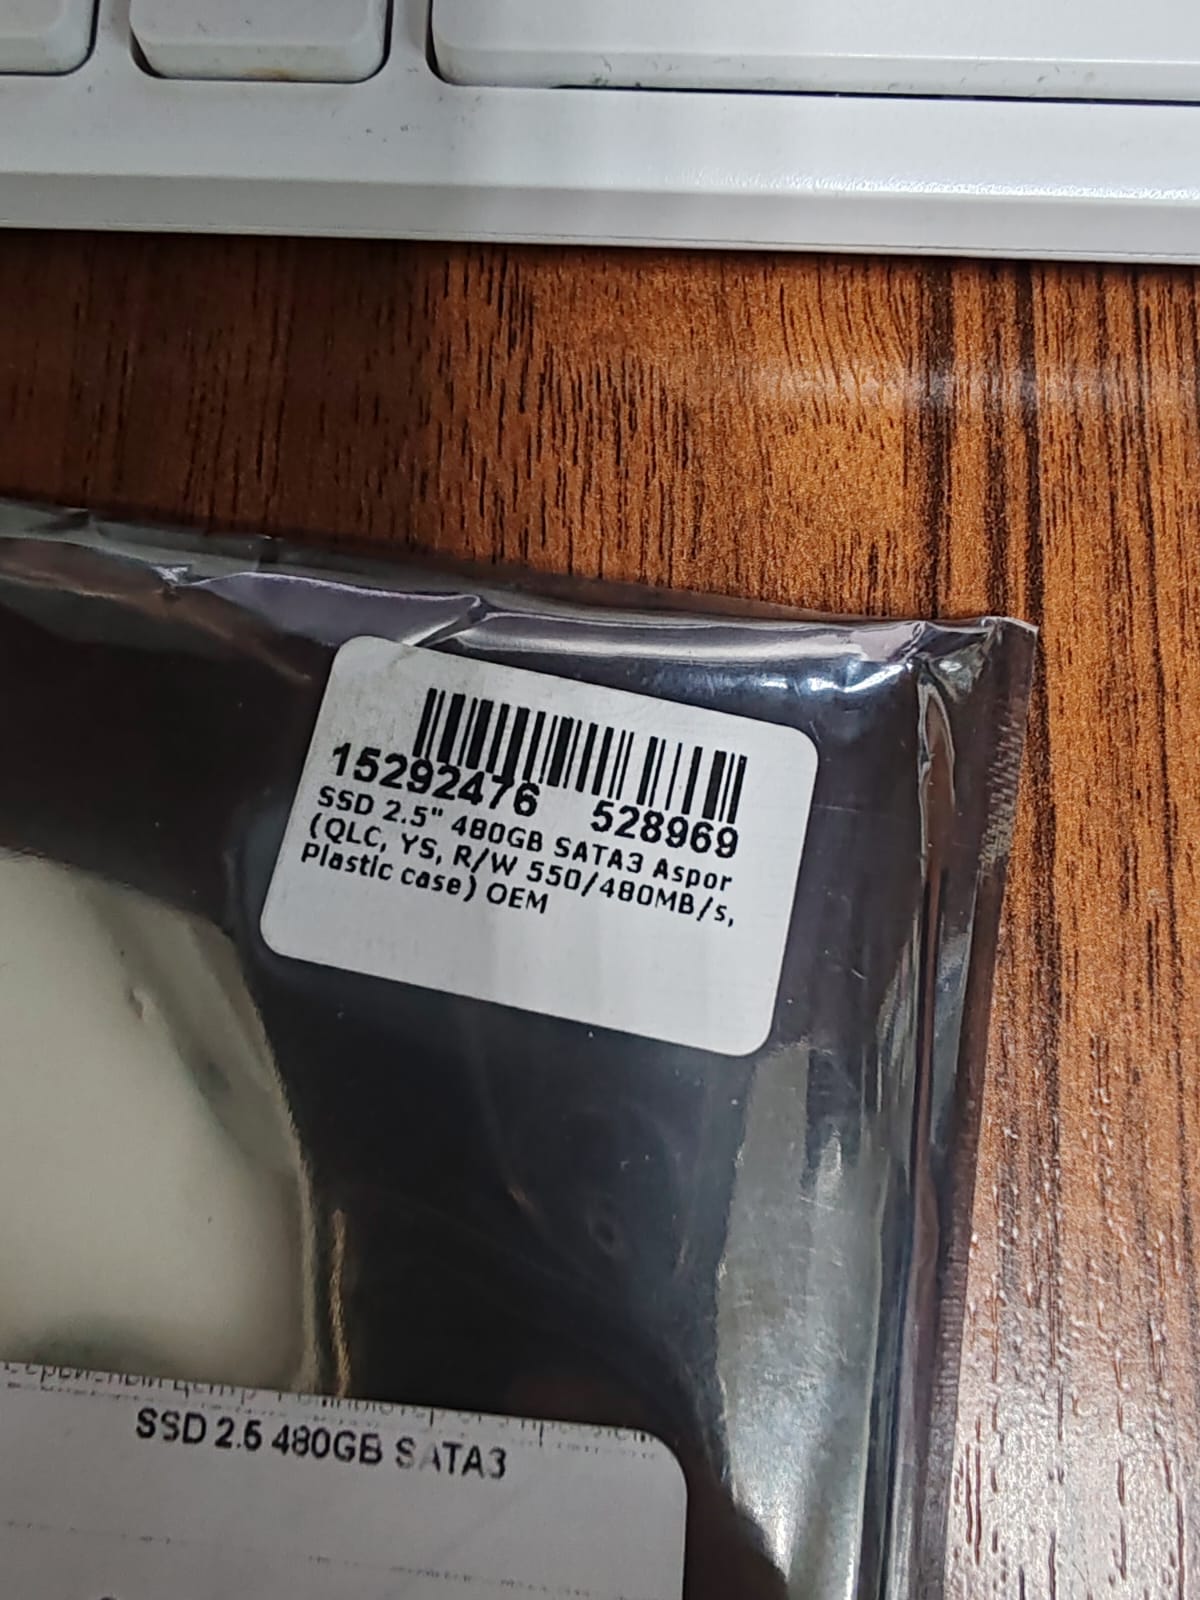 15292476 528969
SSD 2.5" 480GB SATA3 Aspor
(QLC, YS, R/W 550/480MB/s,
Plastic case) OEM
SSD 2.5 480GB SATA3